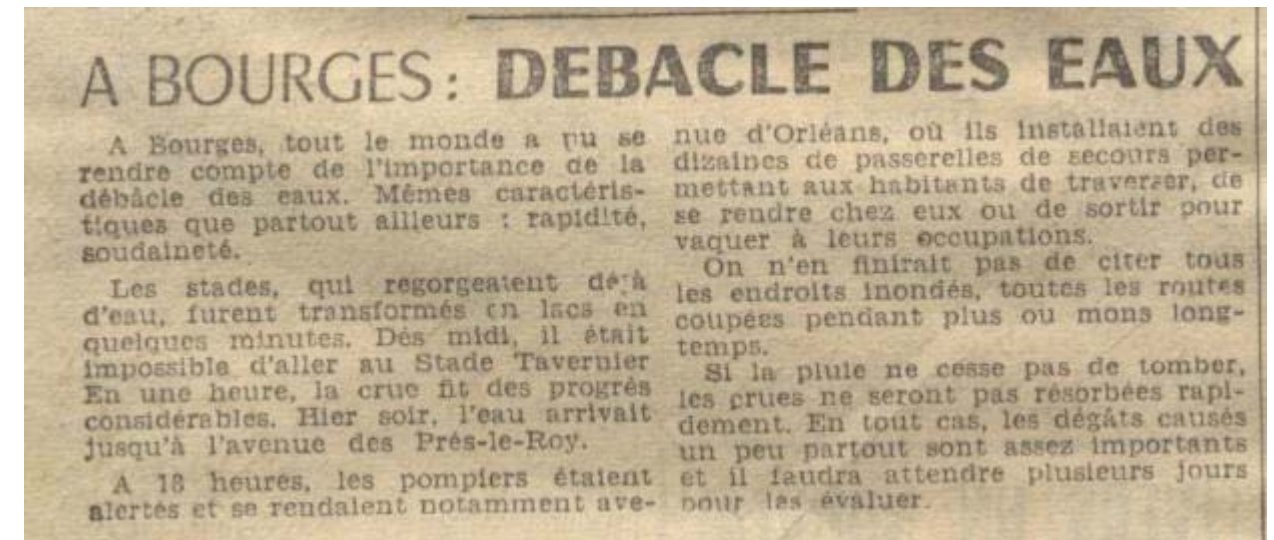 A BOURGES : DEBACLE DES EAUX
A Bourges, tout le monde a pu se
rendre compte de l'importance de la
débâcle des eaux. Mêmes caractéris-
tiques que partout ailleurs : rapidité,
soudaineté.
Les stades, qui regorgeaient déjà
d'eau, furent transformés en lacs en
quelques minutes. Dès midi, il était
impossible d'aller au Stade Tavernier
En une heure, la crue fit des progrès
considérables. Hier soir, l'eau arrivait
jusqu'à l'avenue des Prés-le-Roy.
A 18 heures, les pompiers étaient
alertés et se rendaient notamment ave-
nue d'Orléans, où ils installaient des
dizaines de passerelles de secours per-
mettant aux habitants de traverser, de
se rendre chez eux ou de sortir pour
vaquer à leurs occupations.
On n'en finirait pas de citer tous
les endroits inondés, toutes les routes
coupées pendant plus ou mons long-
temps.
Si la pluie ne cesse pas de tomber,
les crues ne seront pas résorbées rapi-
dement. En tout cas, les dégâts causés
un peu partout sont assez importants
et il faudra attendre plusieurs jours
pour les évaluer.